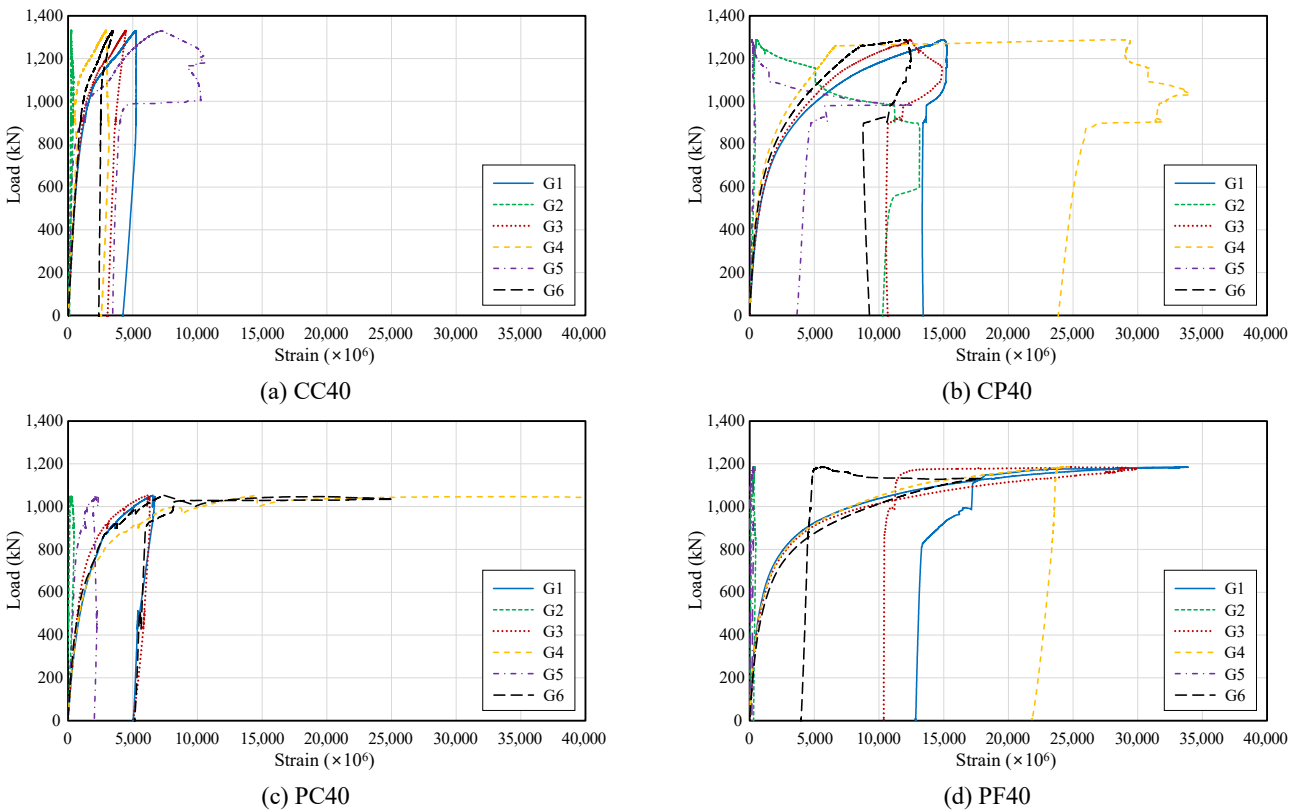 1,400
1,200
1,000
800
600
400
200
0
Load (kN)
G1
G2
G3
G4
G5
G6
0 5,000 10,000 15,000 20,000 25,000 30,000 35,000 40,000
Strain (×10⁶)
(a) CC40
1,400
1,200
1,000
800
600
400
200
0
Load (kN)
G1
G2
G3
G4
G5
G6
0 5,000 10,000 15,000 20,000 25,000 30,000 35,000 40,000
Strain (×10⁶)
(b) CP40
1,400
1,200
1,000
800
600
400
200
0
Load (kN)
G1
G2
G3
G4
G5
G6
0 5,000 10,000 15,000 20,000 25,000 30,000 35,000 40,000
Strain (×10⁶)
(c) PC40
1,400
1,200
1,000
800
600
400
200
0
Load (kN)
G1
G2
G3
G4
G5
G6
0 5,000 10,000 15,000 20,000 25,000 30,000 35,000 40,000
Strain (×10⁶)
(d) PF40